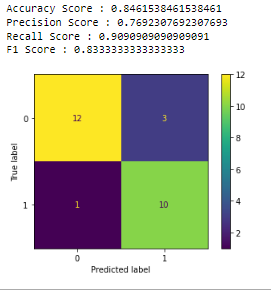 Accuracy Score : 0.8461538461538461
Precision Score : 0.7692307692307693
Recall Score : 0.9090909090909091
F1 Score : 0.8333333333333333
12
0
12
3
10
8
True label
6
1
1
10
4
2
0
1
Predicted label